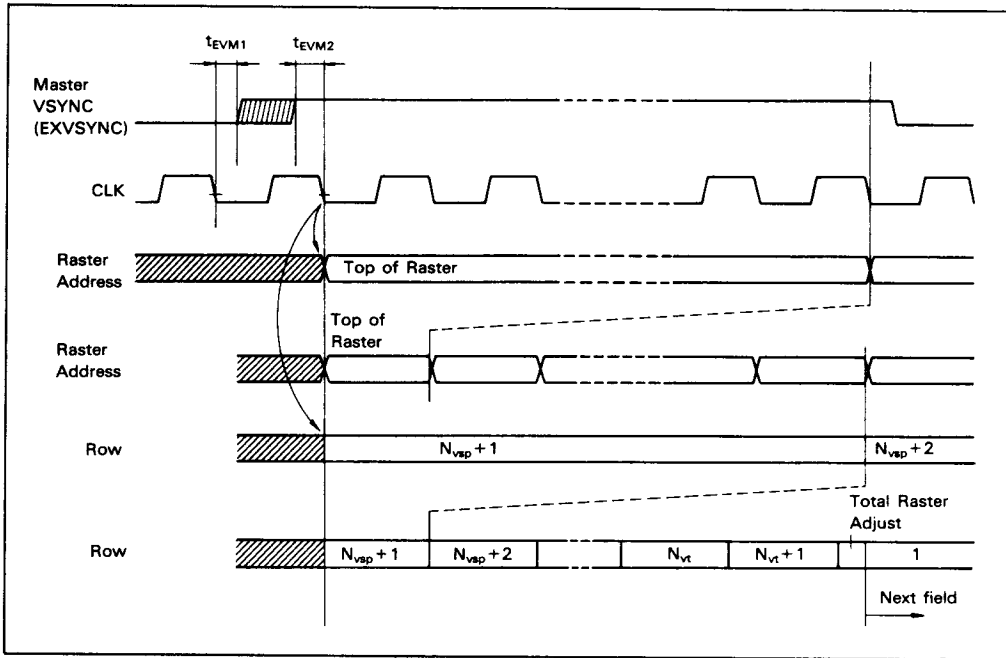 tEVM1
tEVM2
Master
VSYNC
(EXVSYNC)
CLK
Raster
Address
Top of Raster
Top of
Raster
Raster
Address
Row
Nvsp+1
Nvsp+2
Total Raster
Adjust
Row
Nvsp+1
Nvsp+2
Nvt
Nvt+1
1
Next field